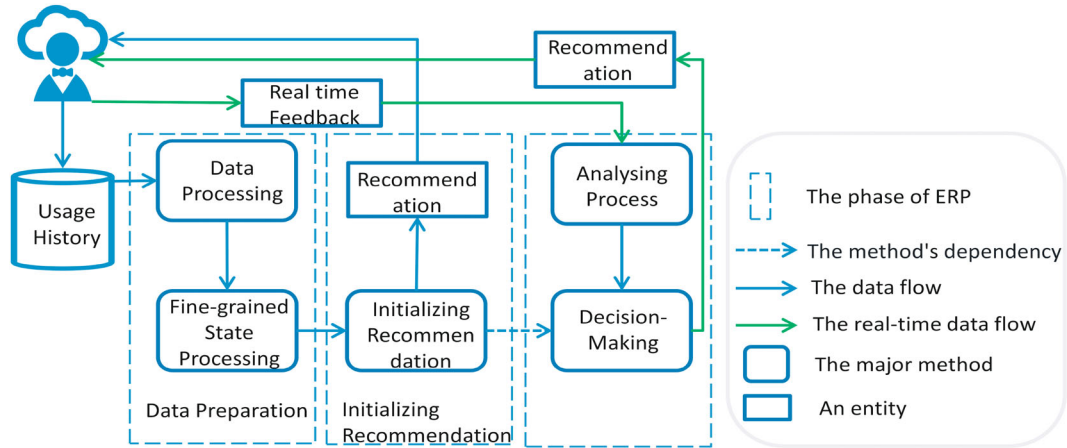 Recommend
ation
Real time
Feedback
Usage
History
Data
Processing
Fine-grained
State
Processing
Data Preparation
Recommend
ation
Initializing
Recommen
dation
Initializing
Recommendation
Analysing
Process
Decision-
Making
The phase of ERP
The method's dependency
The data flow
The real-time data flow
The major method
An entity